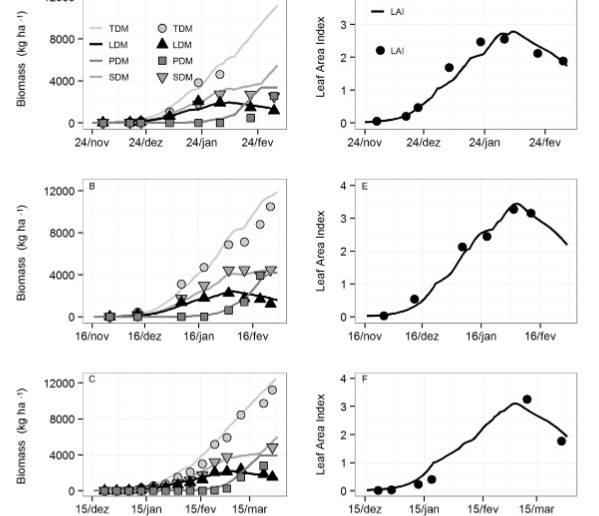 12000
8000
4000
0
Biomass (kg ha -1)
TDM TDM
LDM LDM
PDM PDM
SDM SDM
24/nov 24/dez 24/jan 24/fev
Leaf Area Index
3
2
1
0
LAI
LAI
24/nov 24/dez 24/jan 24/fev
B
12000
8000
4000
0
Biomass (kg ha -1)
16/nov 16/dez 16/jan 16/fev
E
Leaf Area Index
4
3
2
1
0
16/nov 16/dez 16/jan 16/fev
C
12000
8000
4000
0
Biomass (kg ha -1)
15/dez 15/jan 15/fev 15/mar
F
Leaf Area Index
4
3
2
1
0
15/dez 15/jan 15/fev 15/mar